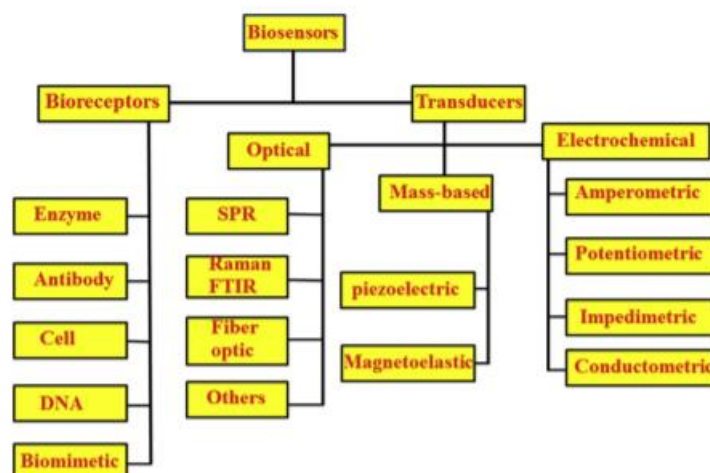 Biosensors
Bioreceptors
Transducers
Optical
Electrochemical
Mass-based
Enzyme
Antibody
Cell
DNA
Biomimetic
SPR
Raman
FTIR
Fiber
optic
Others
piezoelectric
Magnetoelastic
Amperometric
Potentiometric
Impedimetric
Conductometric